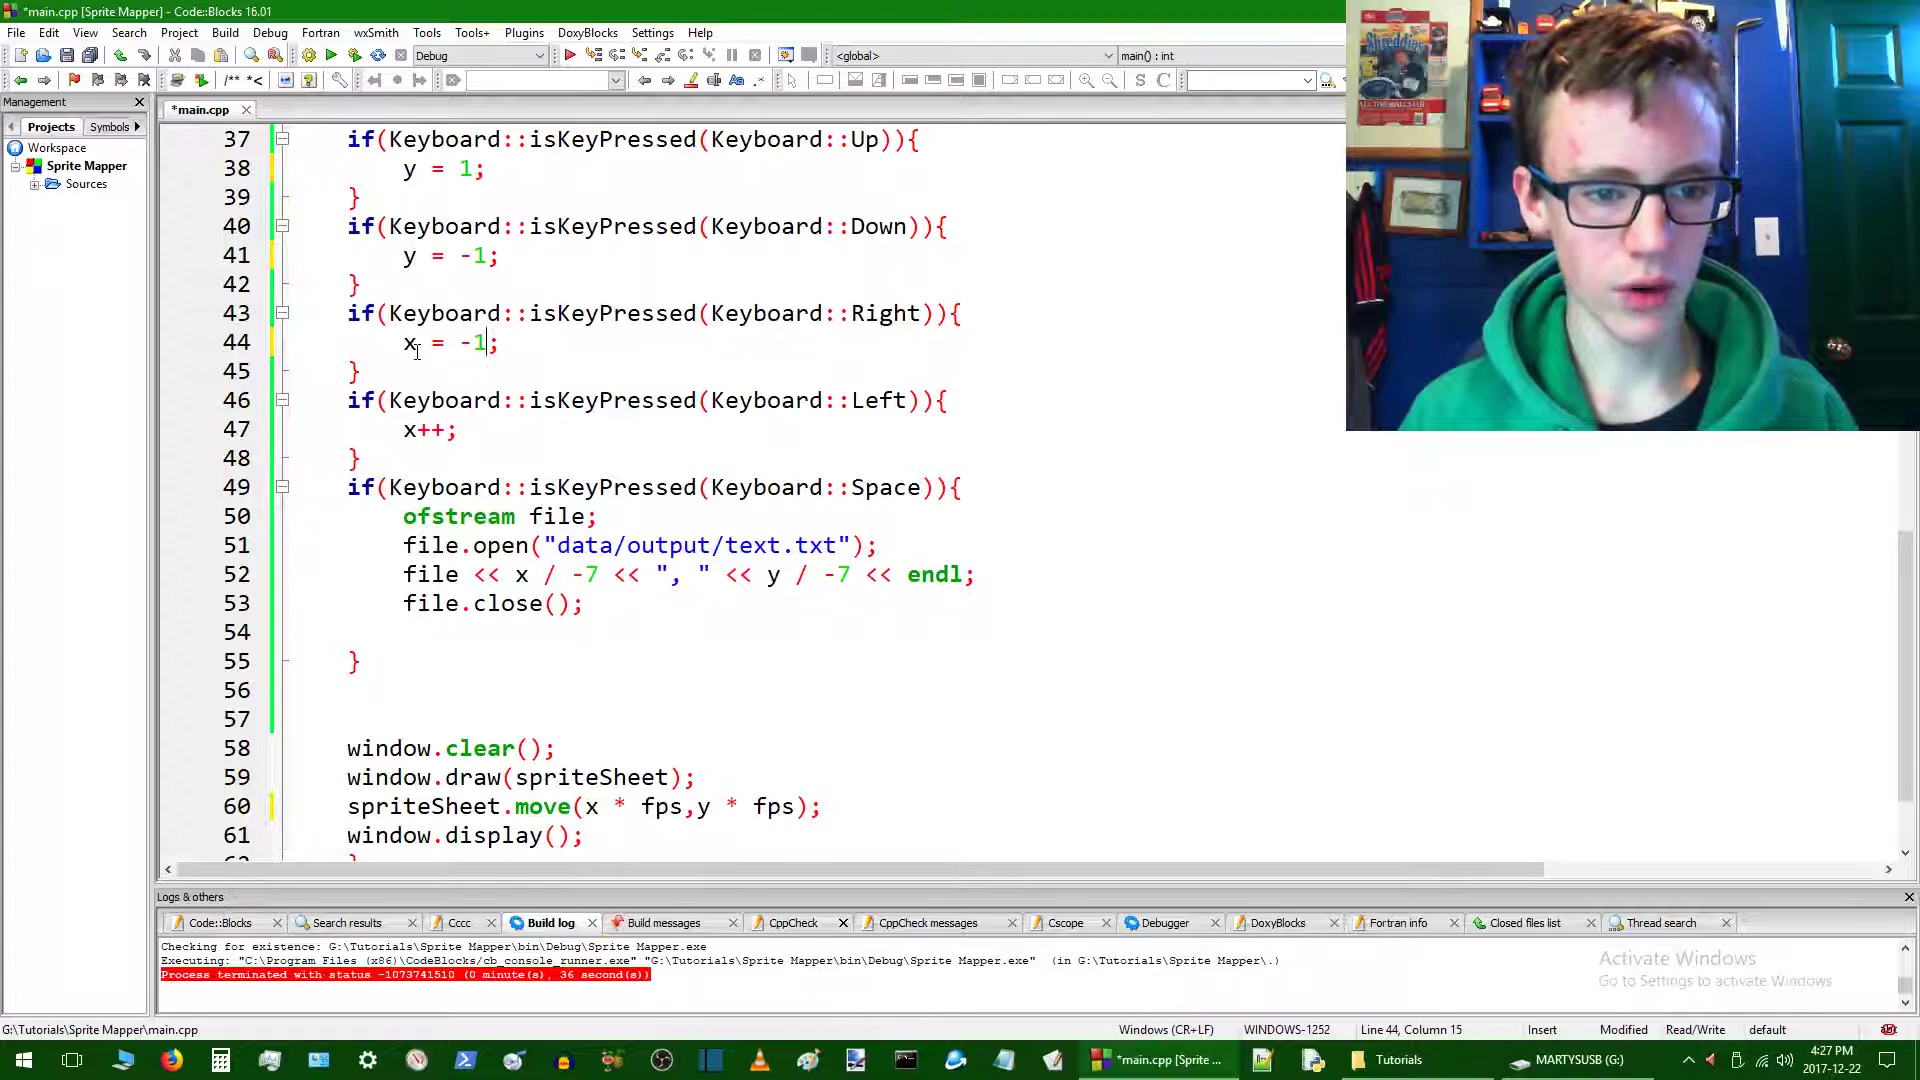 *main.cpp [Sprite Mapper] - Code::Blocks 16.01
File Edit View Search Project Build Debug Fortran wxSmith Tools Tools+ Plugins DoxyBlocks Settings Help
Debug <global> main() : int
/** *<
S C
Management
*main.cpp
Projects Symbols
Workspace
Sprite Mapper
Sources
37 if(Keyboard::isKeyPressed(Keyboard::Up)){
38 y = 1;
39 }
40 if(Keyboard::isKeyPressed(Keyboard::Down)){
41 y = -1;
42 }
43 if(Keyboard::isKeyPressed(Keyboard::Right)){
44 x = -1;
45 }
46 if(Keyboard::isKeyPressed(Keyboard::Left)){
47 x++;
48 }
49 if(Keyboard::isKeyPressed(Keyboard::Space)){
50 ofstream file;
51 file.open("data/output/text.txt");
52 file << x / -7 << ", " << y / -7 << endl;
53 file.close();
54
55 }
56
57
58 window.clear();
59 window.draw(spriteSheet);
60 spriteSheet.move(x * fps,y * fps);
61 window.display();
Logs & others
Code::Blocks Search results Cccc Build log Build messages CppCheck CppCheck messages Cscope Debugger DoxyBlocks Fortran info Closed files list Thread search
Checking for existence: G:\Tutorials\Sprite Mapper\bin\Debug\Sprite Mapper.exe
Executing: "C:\Program Files (x86)\CodeBlocks/cb_console_runner.exe" "G:\Tutorials\Sprite Mapper\bin\Debug\Sprite Mapper.exe" (in G:\Tutorials\Sprite Mapper\.)
Process terminated with status -1073741510 (0 minute(s), 36 second(s))
Activate Windows
Go to Settings to activate Windows
G:\Tutorials\Sprite Mapper\main.cpp Windows (CR+LF) WINDOWS-1252 Line 44, Column 15 Insert Modified Read/Write default
*main.cpp [Sprite ... Tutorials MARTYSUSB (G:) 4:27 PM
2017-12-22
Shreddies